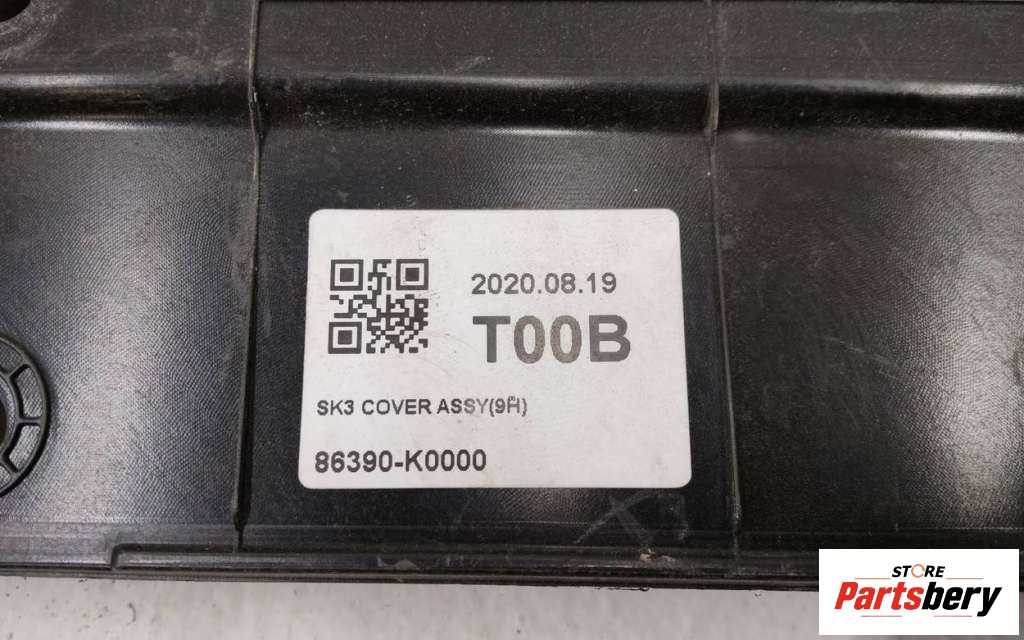 2020.08.19
T00B
SK3 COVER ASSY(9H)
86390-K0000
STORE
Partsbery